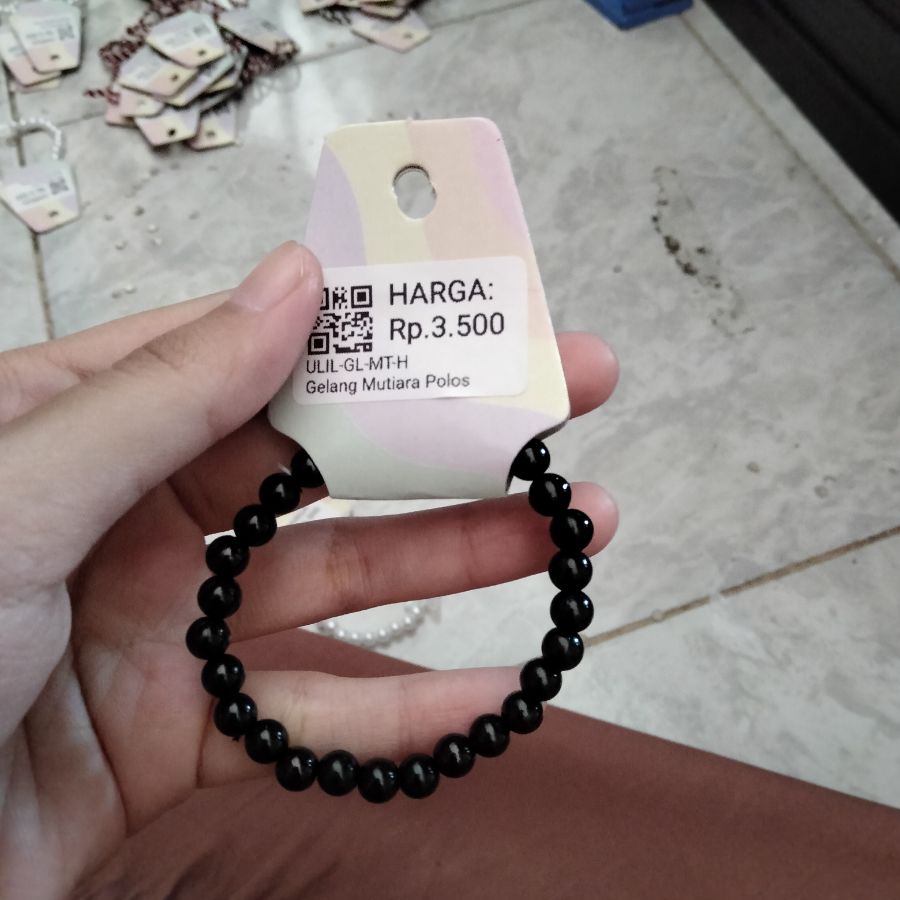 HARGA:
Rp.3.500
ULIL-GL-MT-H
Gelang Mutiara Polos